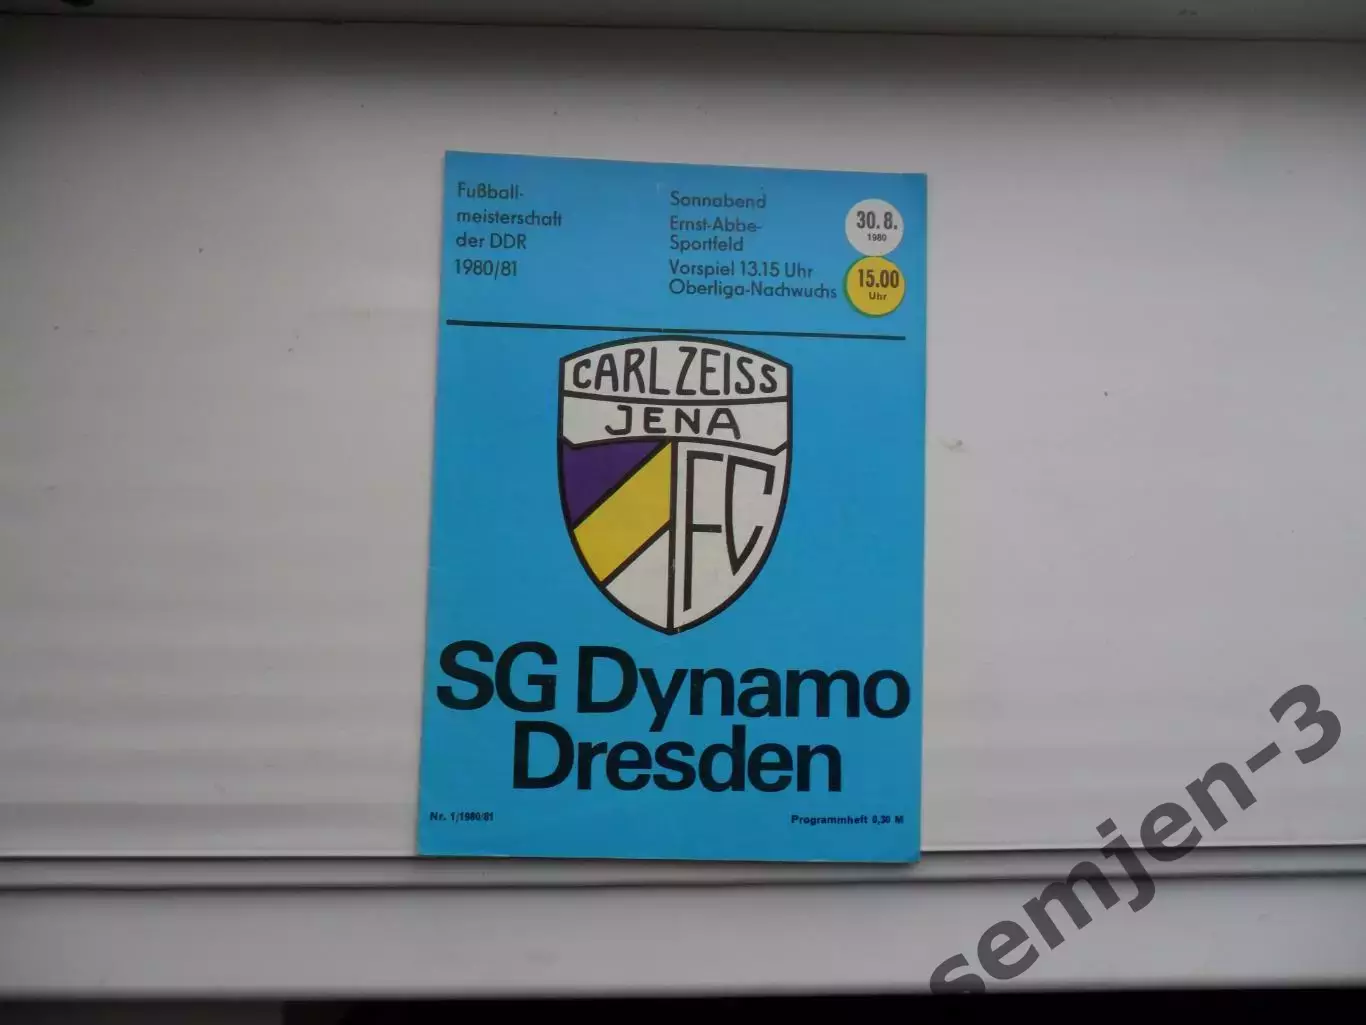 Fußball-
meisterschaft
der DDR
1980/81
Sonnabend
Ernst-Abbe-
Sportfeld
Vorspiel 13.15 Uhr
Oberliga-Nachwuchs
30.8.
1980
15.00
Uhr
CARL ZEISS
JENA
FC
SG Dynamo
Dresden
Nr. 1/1980/81
Programmheft 0,30 M
semjen-3